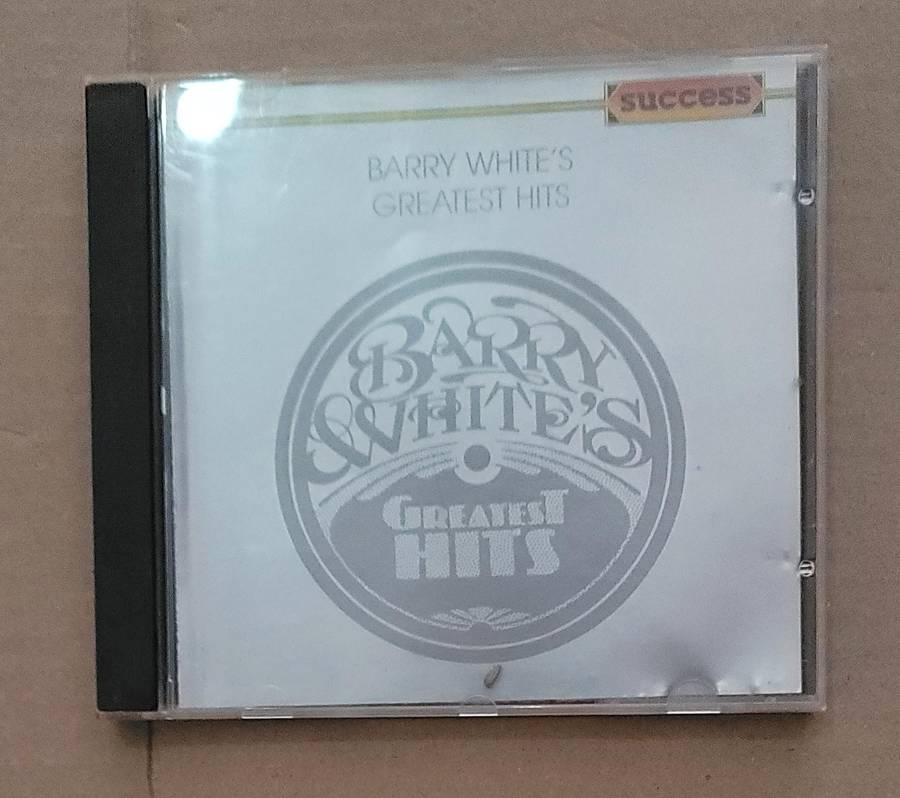 success
BARRY WHITE'S
GREATEST HITS
BARRY
WHITE'S
GREATEST
HITS